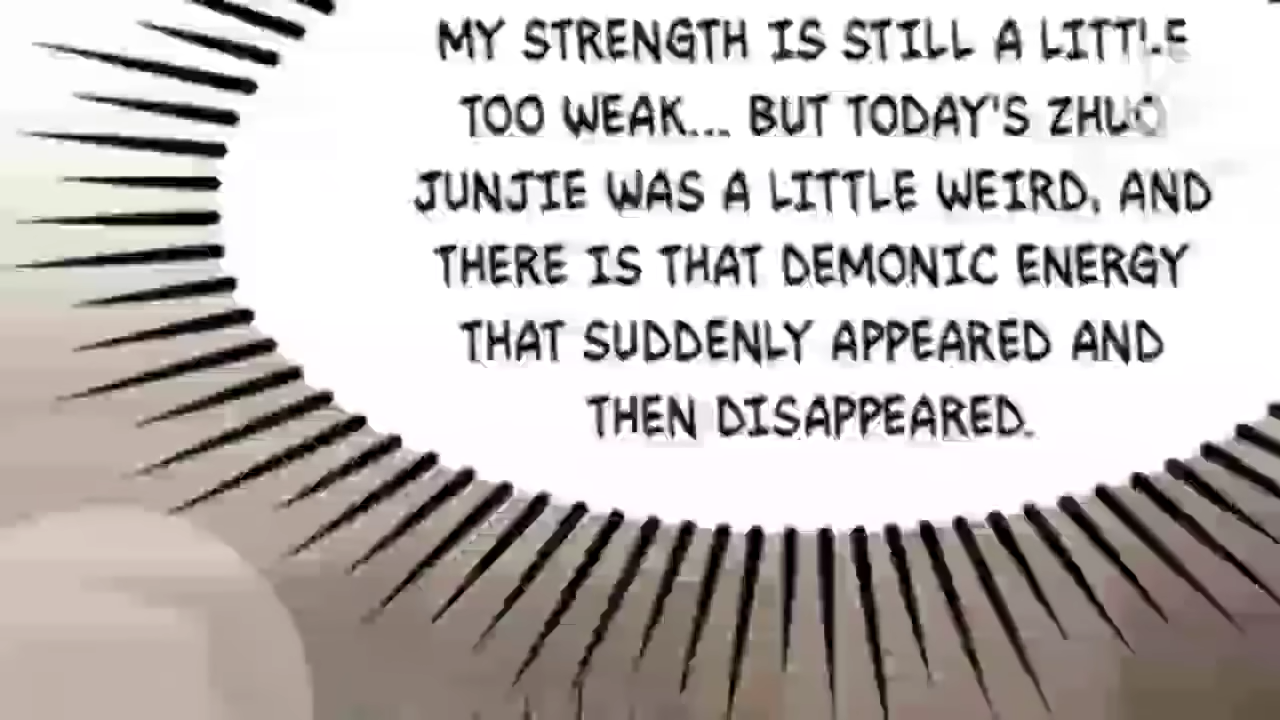 MY STRENGTH IS STILL A LITTLE
TOO WEAK... BUT TODAY'S ZHUO
JUNJIE WAS A LITTLE WEIRD, AND
THERE IS THAT DEMONIC ENERGY
THAT SUDDENLY APPEARED AND
THEN DISAPPEARED.